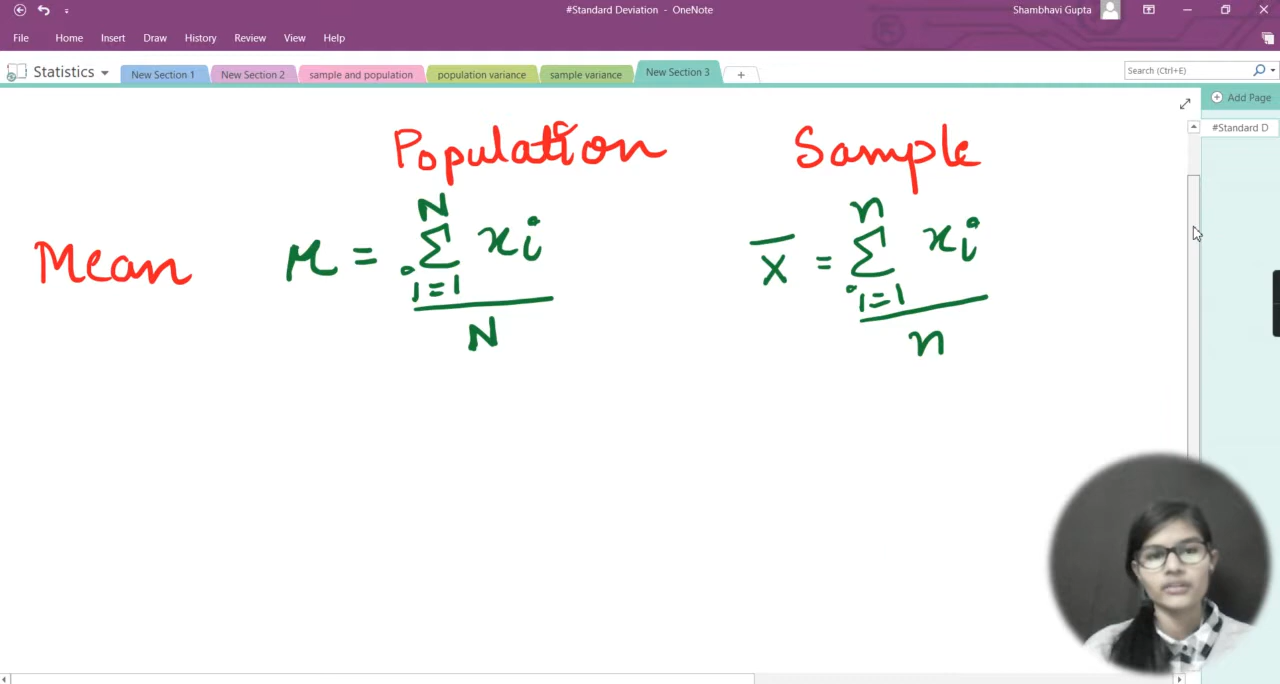 #Standard Deviation - OneNote
Shambhavi Gupta
File Home Insert Draw History Review View Help
Statistics New Section 1 New Section 2 sample and population population variance sample variance New Section 3 +
Search (Ctrl+E)
Add Page
#Standard D
Population Sample
Mean μ = N Σ i=1 xi / N
x̄ = n Σ i=1 xi / n